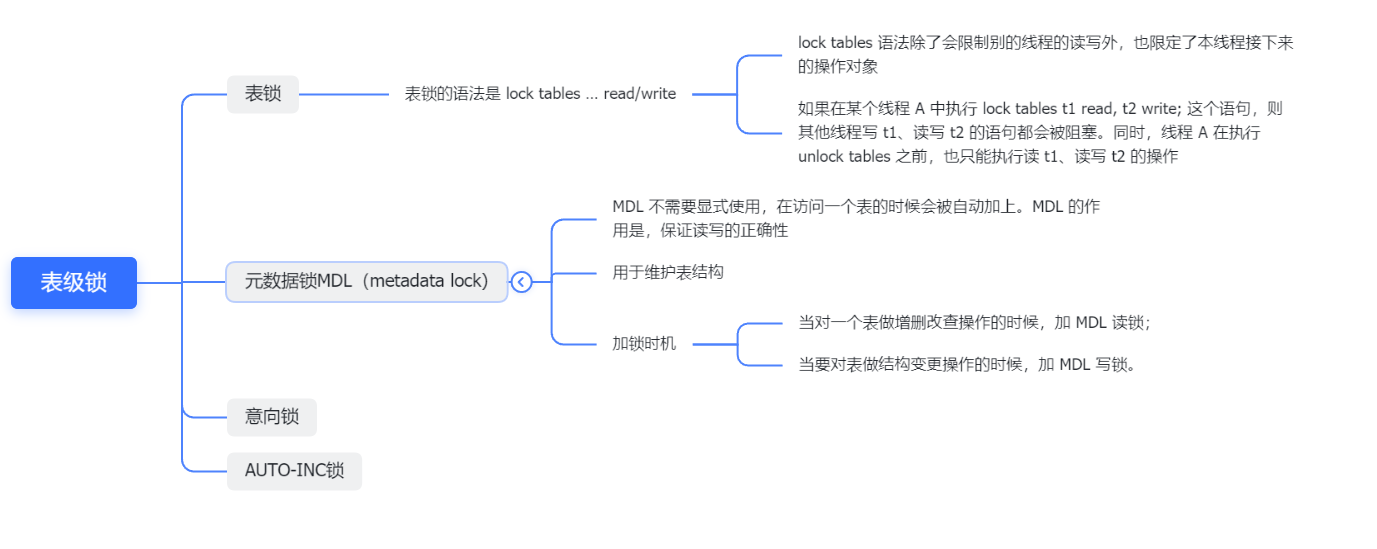 表级锁
表锁
表锁的语法是 lock tables ... read/write
lock tables 语法除了会限制别的线程的读写外，也限定了本线程接下来
的操作对象
如果在某个线程 A 中执行 lock tables t1 read, t2 write; 这个语句，则
其他线程写 t1、读写 t2 的语句都会被阻塞。同时，线程 A 在执行
unlock tables 之前，也只能执行读 t1、读写 t2 的操作
元数据锁MDL（metadata lock）
MDL 不需要显式使用，在访问一个表的时候会被自动加上。MDL 的作
用是，保证读写的正确性
用于维护表结构
加锁时机
当对一个表做增删改查操作的时候，加 MDL 读锁；
当要对表做结构变更操作的时候，加 MDL 写锁。
意向锁
AUTO-INC锁